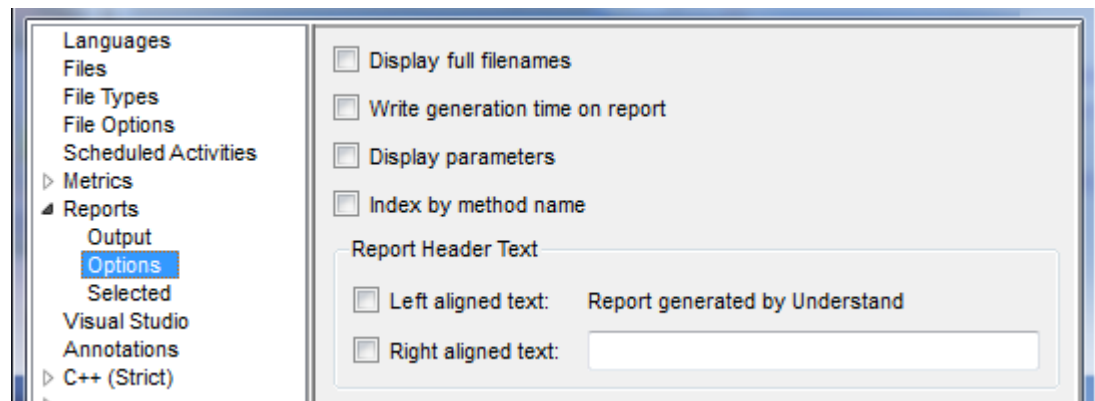 Languages
Files
File Types
File Options
Scheduled Activities
Metrics
Reports
Output
Options
Selected
Visual Studio
Annotations
C++ (Strict)
Display full filenames
Write generation time on report
Display parameters
Index by method name
Report Header Text
Left aligned text: Report generated by Understand
Right aligned text: